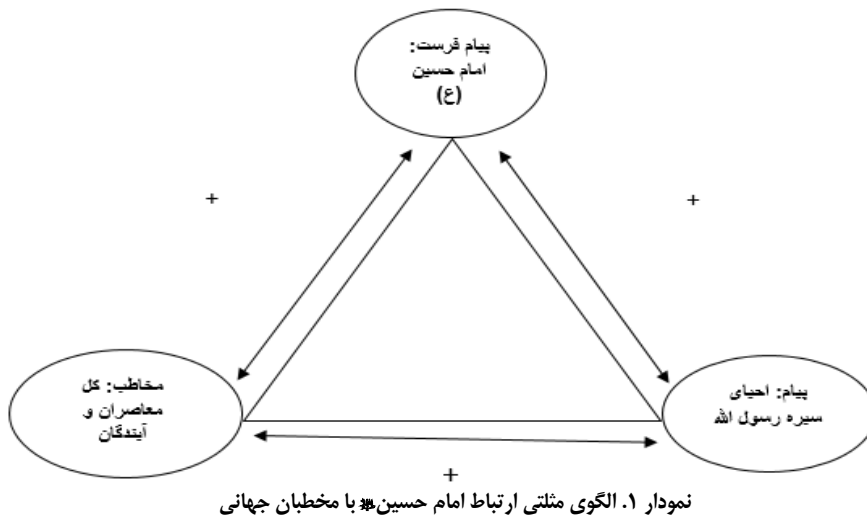 پیام فرست:
امام حسین
(ع)
+
+
مخاطب: کل
معاصران و
آیندگان
پیام: احیای
سیره رسول الله
+
نمودار ۱. الگوی مثلثی ارتباط امام حسین با مخطبان جهانی